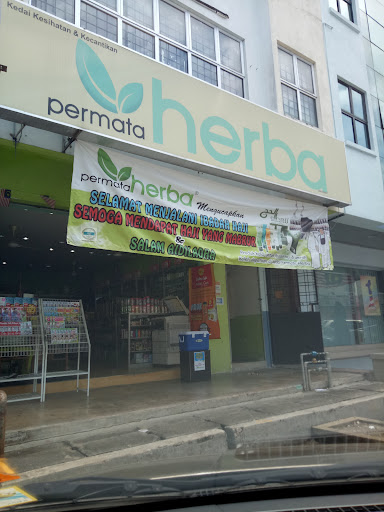 Kedai Kesihatan & Kecantikan
permata herba
permata herba
Mengucapkan
SELAMAT MENJALANI IBADAH HAJI
SEMOGA MENDAPAT HAJI YANG MABRUR
&
SALAM AIDILADHA